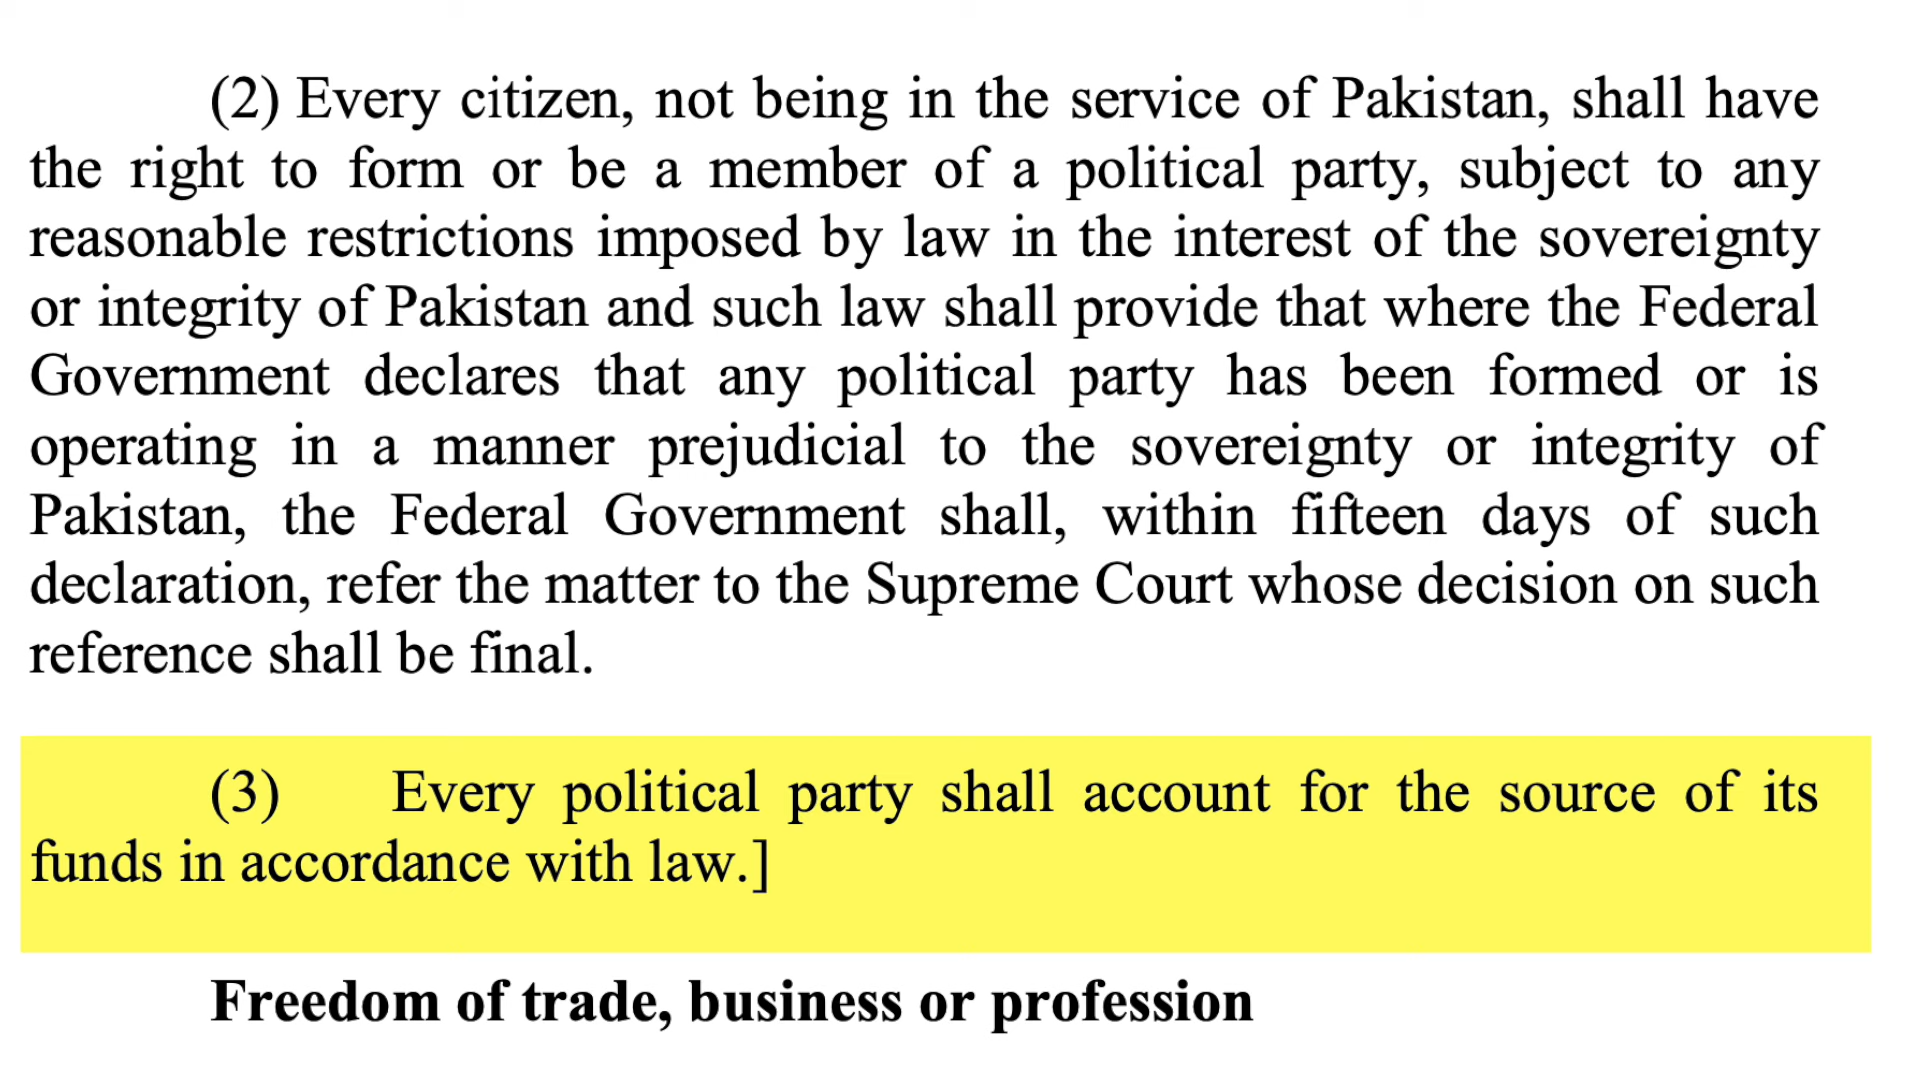 (2) Every citizen, not being in the service of Pakistan, shall have
the right to form or be a member of a political party, subject to any
reasonable restrictions imposed by law in the interest of the sovereignty
or integrity of Pakistan and such law shall provide that where the Federal
Government declares that any political party has been formed or is
operating in a manner prejudicial to the sovereignty or integrity of
Pakistan, the Federal Government shall, within fifteen days of such
declaration, refer the matter to the Supreme Court whose decision on such
reference shall be final.
(3) Every political party shall account for the source of its
funds in accordance with law.]
Freedom of trade, business or profession